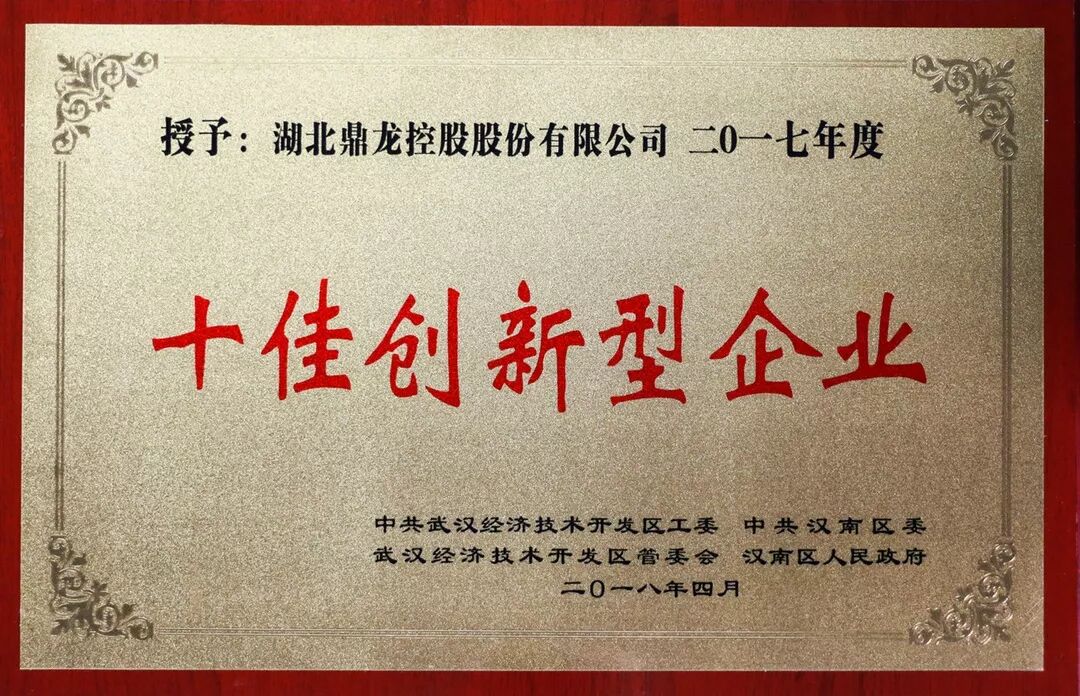 授予：湖北鼎龙控股股份有限公司 二〇一七年度
十佳创新型企业
中共武汉经济技术开发区工委 中共汉南区委
武汉经济技术开发区管委会 汉南区人民政府
二〇一八年四月